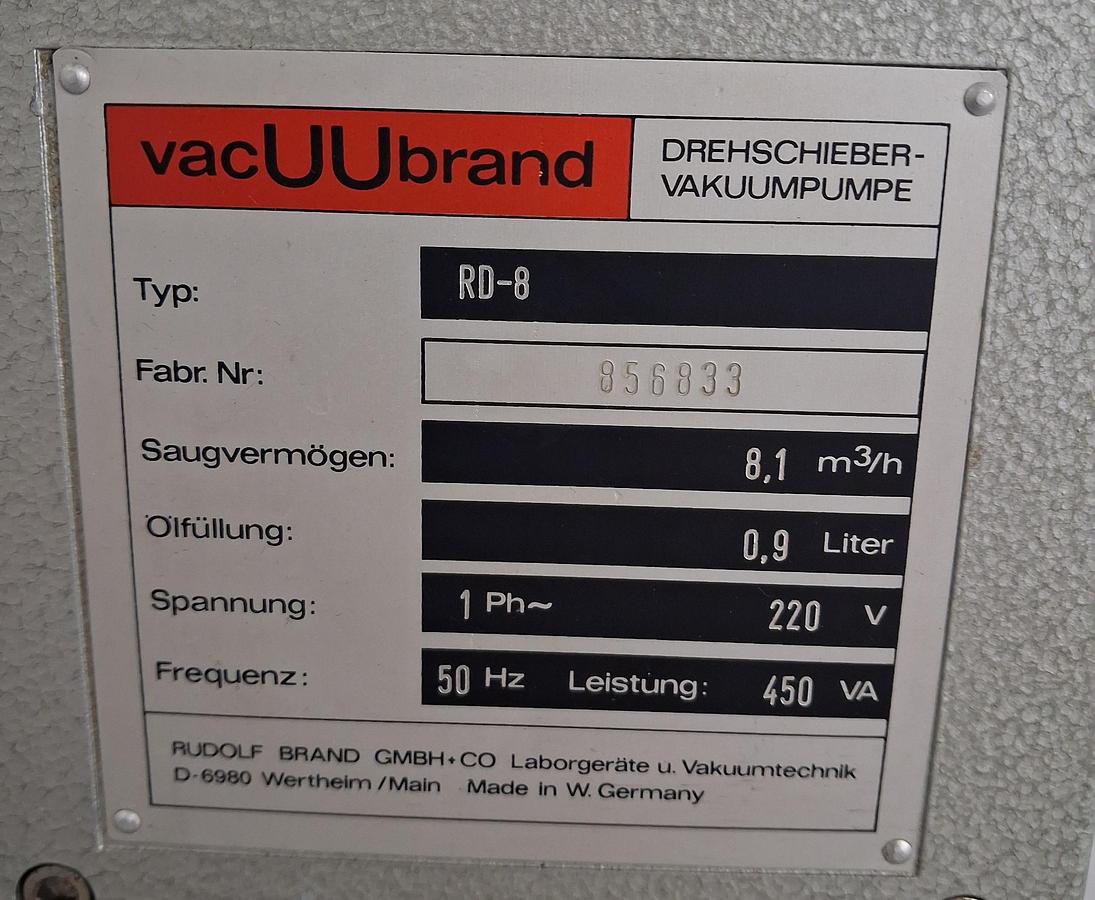 vacUUbrand
DREHSCHIEBER-
VAKUUMPUMPE
Typ: RD-8
Fabr. Nr: 856833
Saugvermögen: 8,1 m³/h
Ölfüllung: 0,9 Liter
Spannung: 1 Ph~ 220 V
Frequenz: 50 Hz Leistung: 450 VA
RUDOLF BRAND GMBH+CO Laborgeräte u. Vakuumtechnik
D-6980 Wertheim/Main Made in W. Germany